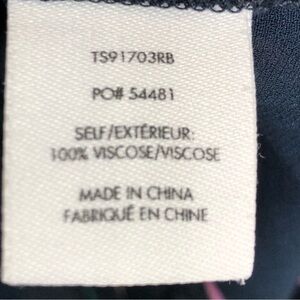 TS91703RB
PO# 54481
SELF/EXTÉRIEUR:
100% VISCOSE/VISCOSE
MADE IN CHINA
FABRIQUÉ EN CHINE